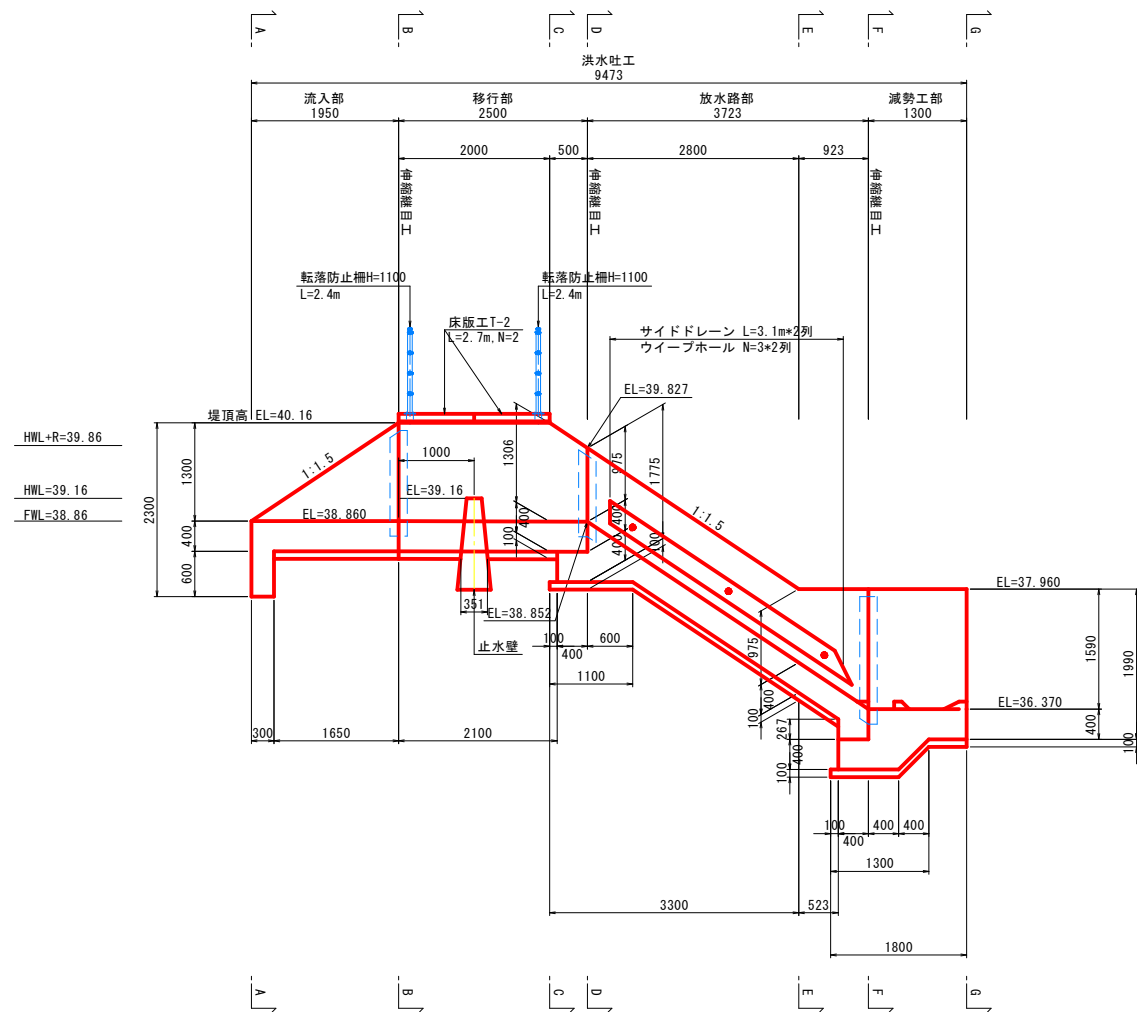 A
B
C
D
E
F
G
洪水吐工
9473
流入部
移行部
放水路部
減勢工部
1950
2500
3723
1300
2000
500
2800
923
伸縮継目工
伸縮継目工
伸縮継目工
転落防止柵H=1100
L=2.4m
転落防止柵H=1100
L=2.4m
床版工T-2
L=2.7m,N=2
サイドドレーン L=3.1m*2列
ウイープホール N=3*2列
EL=39.827
堤頂高 EL=40.16
HWL+R=39.86
HWL=39.16
FWL=38.86
2300
1300
400
600
1:1.5
1000
EL=39.16
EL=38.860
1306
400
100
975
400
400
1775
100
1:1.5
EL=37.960
351
EL=38.852
止水壁
100
400
600
1100
975
400
100
1590
1990
EL=36.370
400
100
267
400
100
300
1650
2100
100
400
400
400
1300
3300
523
1800
A
B
C
D
E
F
G